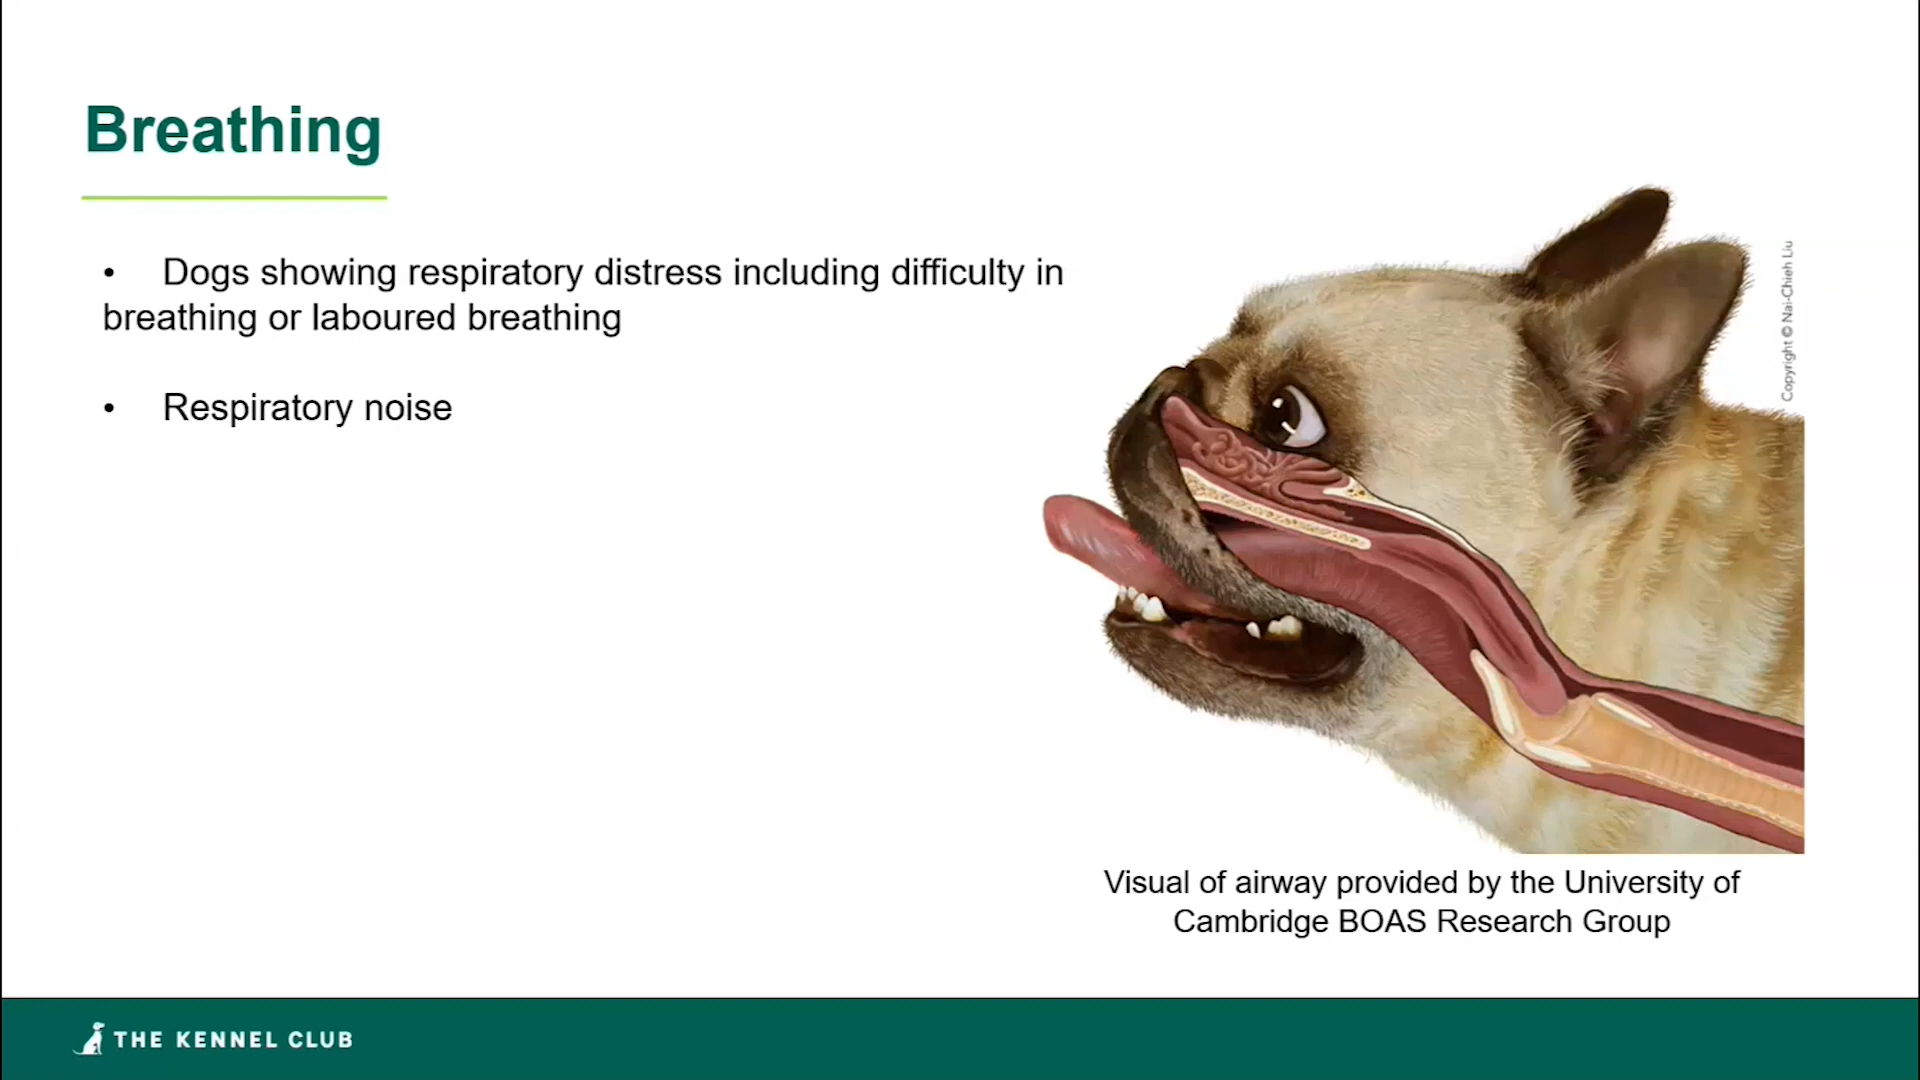 Breathing
• Dogs showing respiratory distress including difficulty in
breathing or laboured breathing
• Respiratory noise
Copyright © Nai-Chieh Liu
Visual of airway provided by the University of
Cambridge BOAS Research Group
THE KENNEL CLUB